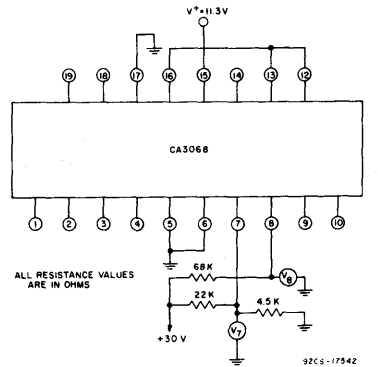 V+ = 11.3V
19 18 17 16 15 14 13 12
CA3068
1 2 3 4 5 6 7 8 9 10
68K
V8
ALL RESISTANCE VALUES
ARE IN OHMS
22K
4.5K
+30 V
V7
92CS-17542